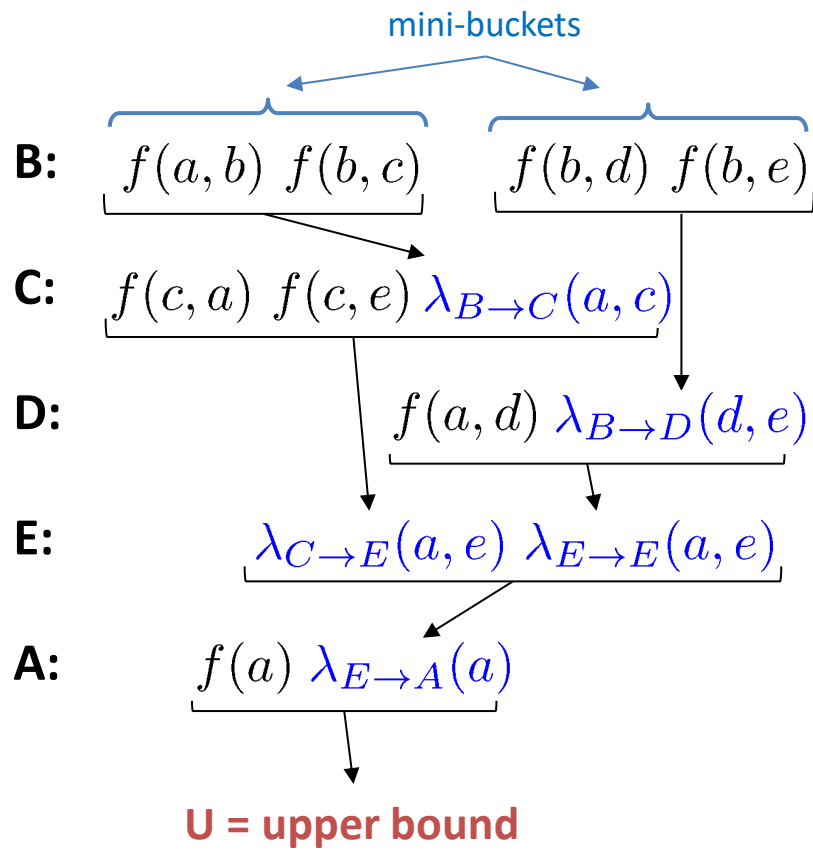 mini-buckets
B: f(a, b) f(b, c) f(b, d) f(b, e)
C: f(c, a) f(c, e) λ_{B→C}(a, c)
D: f(a, d) λ_{B→D}(d, e)
E: λ_{C→E}(a, e) λ_{E→E}(a, e)
A: f(a) λ_{E→A}(a)
U = upper bound